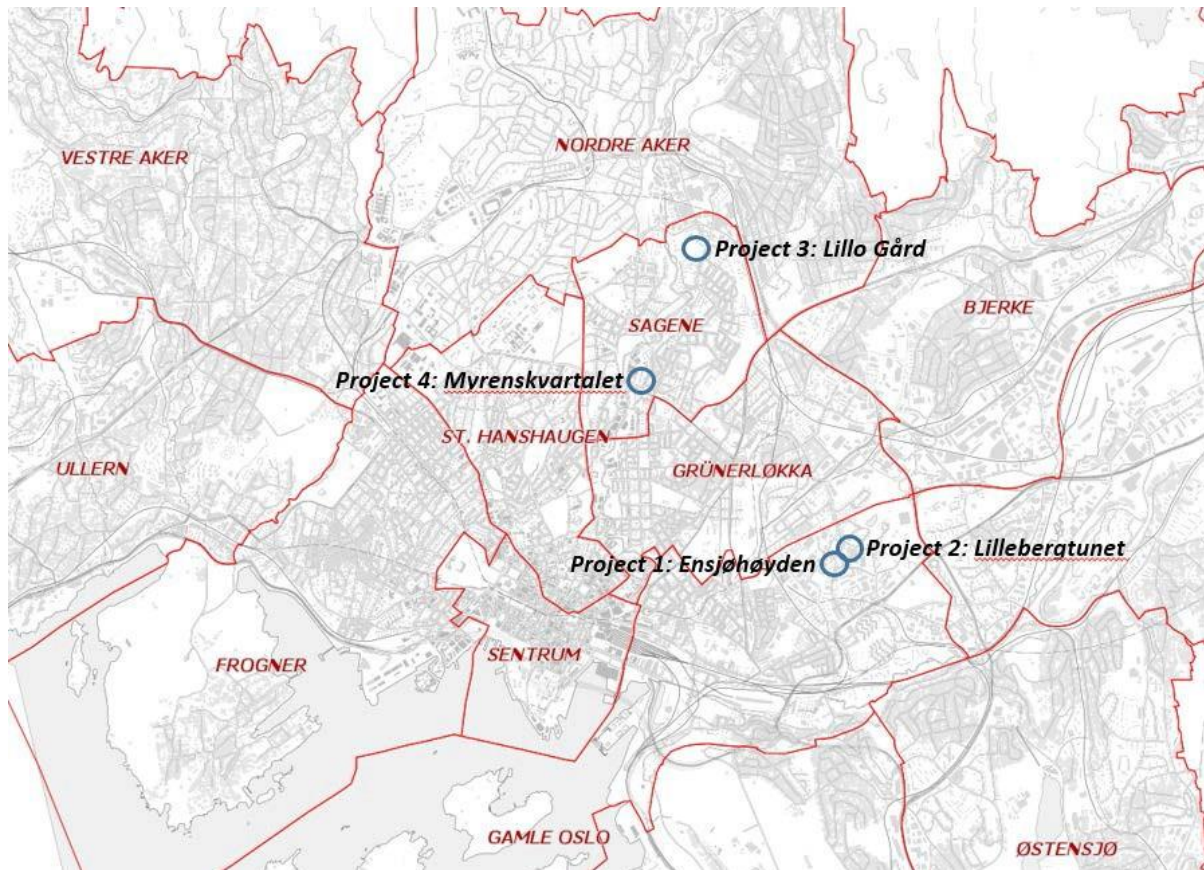 NORDRE AKER
VESTRE AKER
Project 3: Lillo Gård
BJERKE
SAGENE
Project 4: Myrenskvartalet
ST. HANSHAUGEN
ULLERN
GRÜNERLØKKA
Project 2: Lillebergtunet
Project 1: Ensjøhøyden
SENTRUM
FROGNER
GAMLE OSLO
ØSTENSJØ